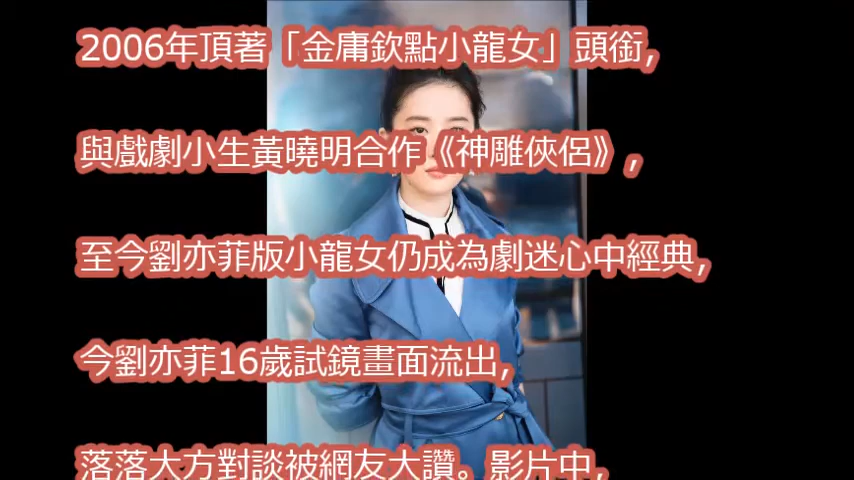 2006年頂著「金庸欽點小龍女」頭銜，
與戲劇小生黃曉明合作《神雕俠侶》，
至今劉亦菲版小龍女仍成為劇迷心中經典，
今劉亦菲16歲試鏡畫面流出，
落落大方對談被網友大讚。影片中，